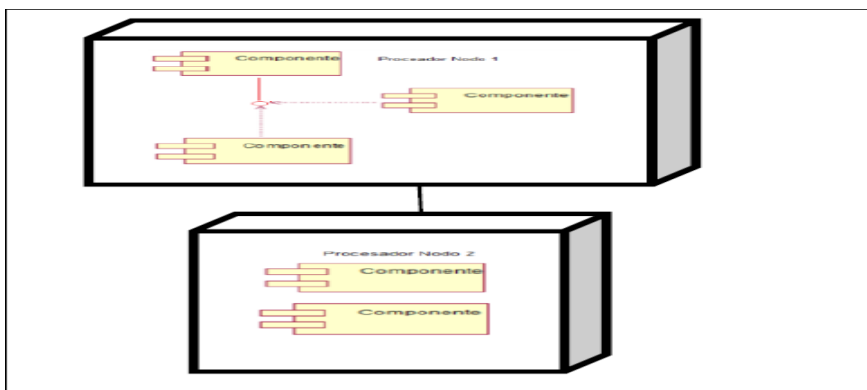 Componente
Procesador Nodo 1
Componente
Componente
Procesador Nodo 2
Componente
Componente